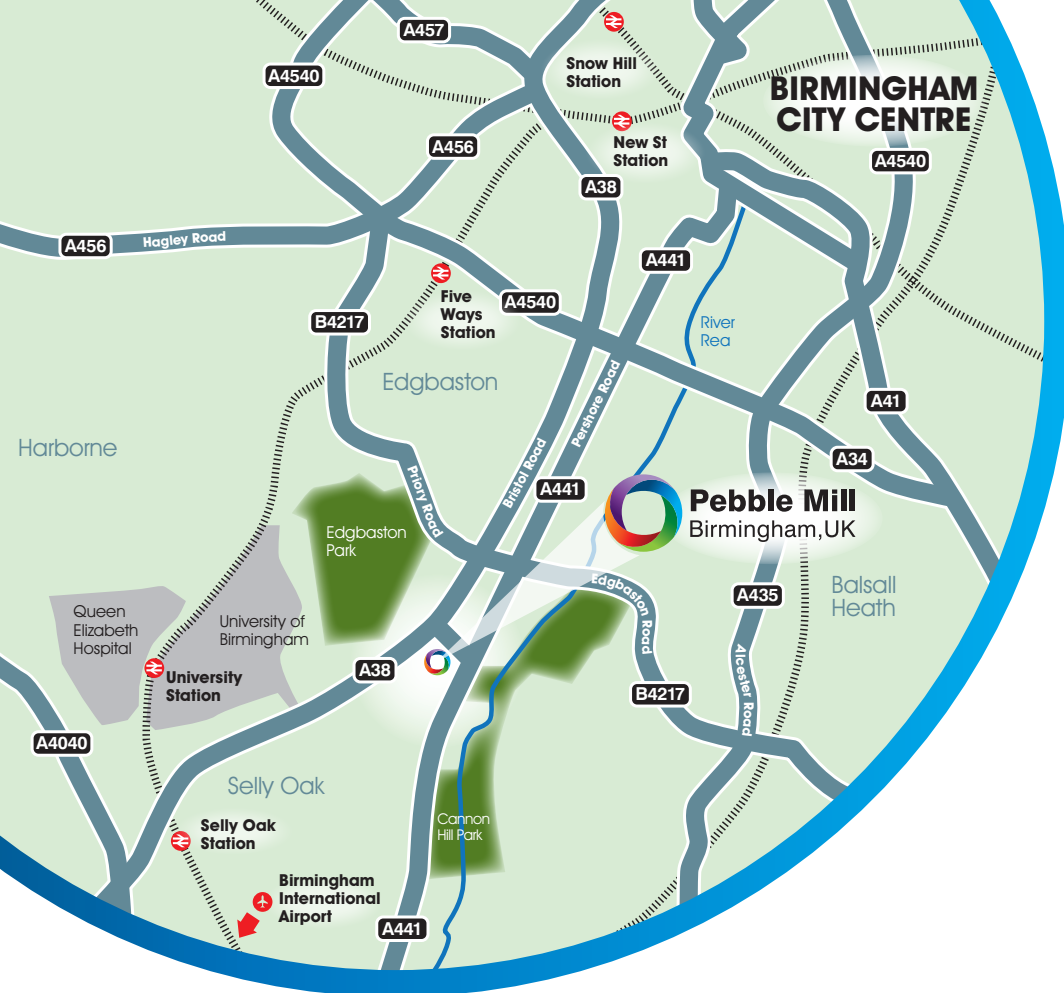 A457
A4540
Snow Hill
Station
BIRMINGHAM
CITY CENTRE
New St
Station
A456
A4540
A38
A456
Hagley Road
A441
Five
Ways
Station
A4540
B4217
River
Rea
Edgbaston
Pershore Road
A41
Harborne
A34
Bristol Road
Priory Road
A441
Pebble Mill
Birmingham,UK
Edgbaston
Park
Edgbaston Road
A435
Balsall
Heath
Queen
Elizabeth
Hospital
University of
Birmingham
University
Station
A38
Alcester Road
B4217
A4040
Selly Oak
Cannon
Hill Park
Selly Oak
Station
Birmingham
International
Airport
A441